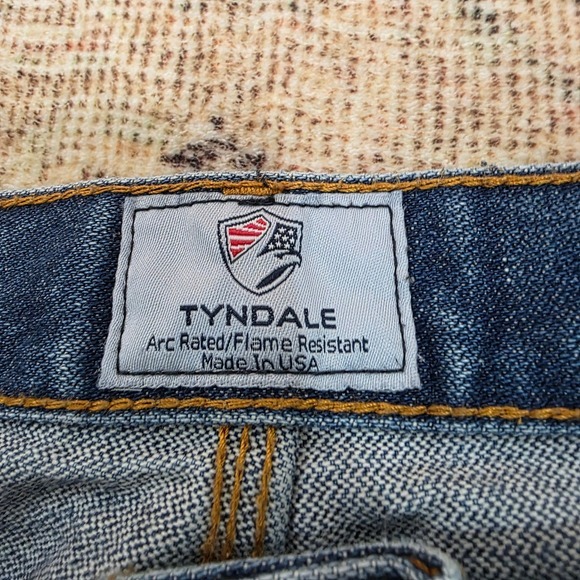 TYNDALE
Arc Rated/Flame Resistant
Made In USA